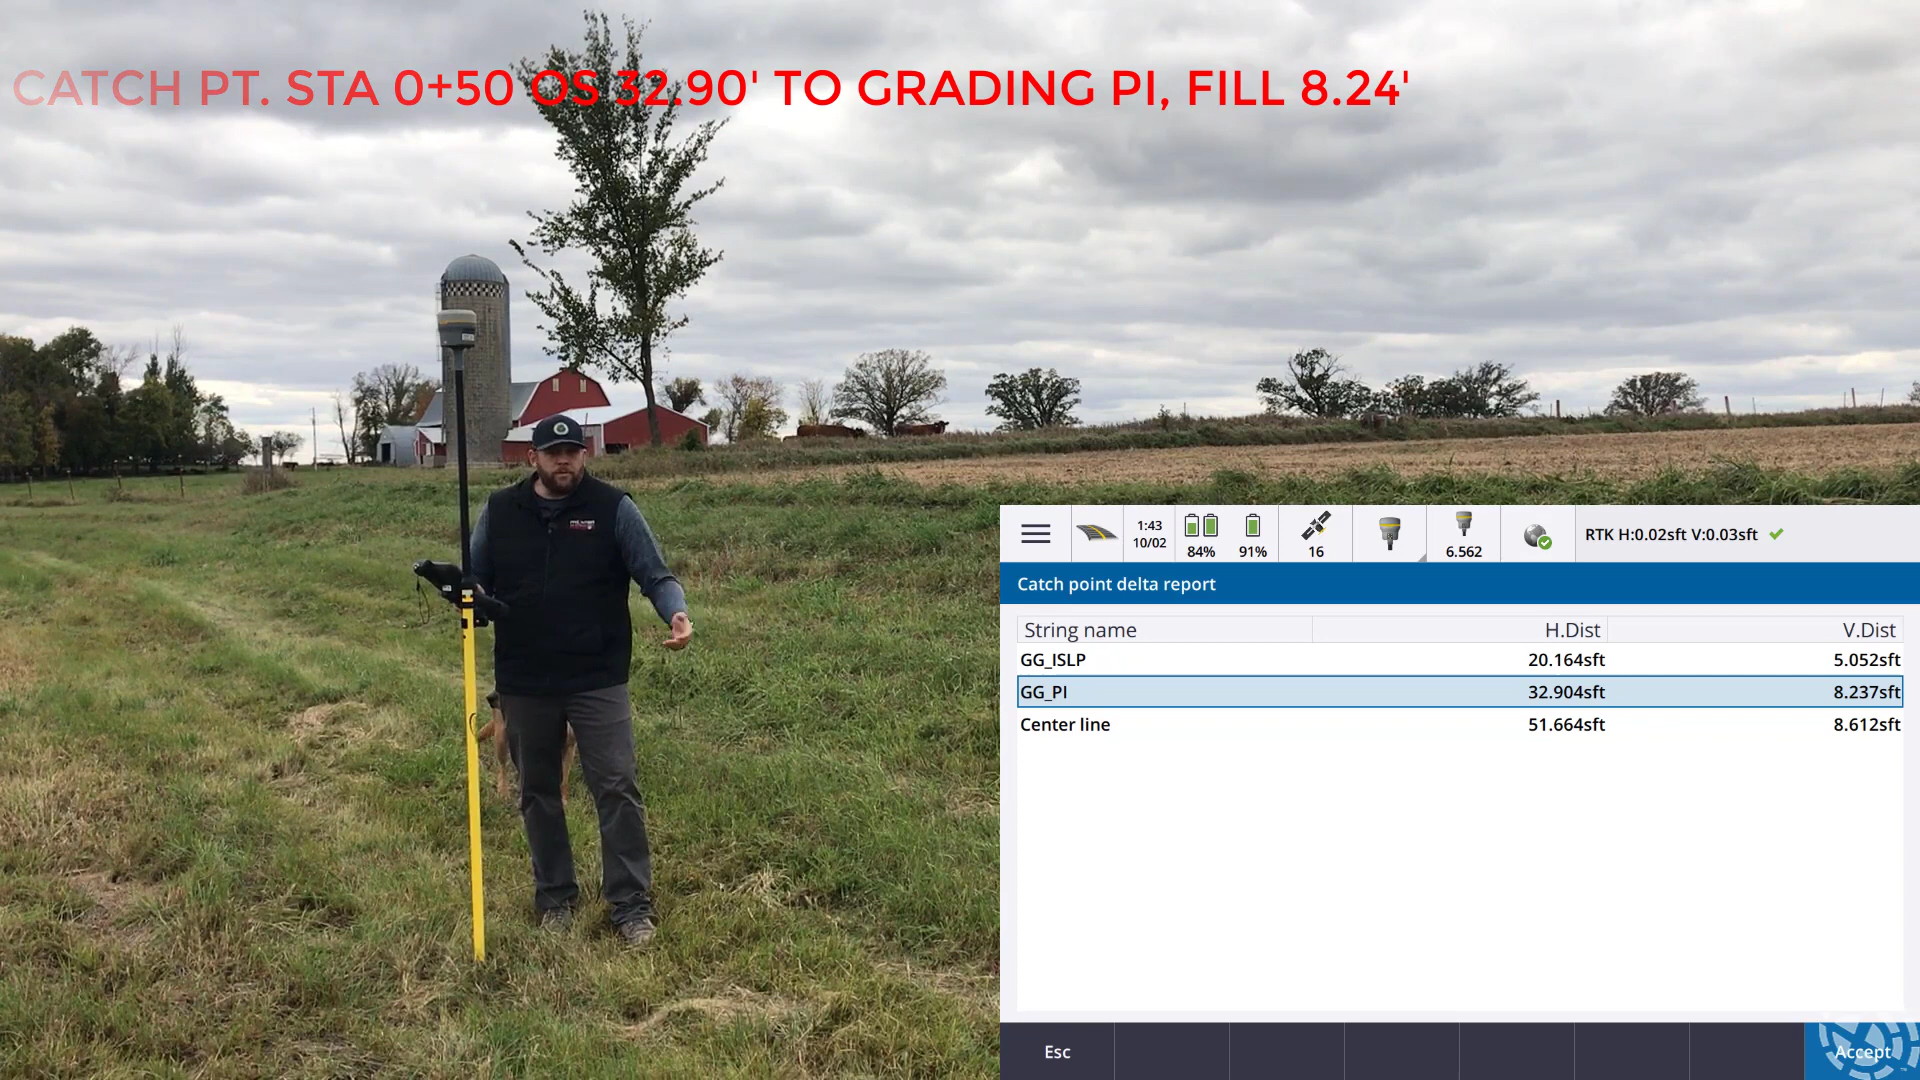 CATCH PT. STA 0+50 OS 32.90' TO GRADING PI, FILL 8.24'
1:43
10/02
84%
91%
16
6.562
RTK H:0.02sft V:0.03sft
Catch point delta report
String name H.Dist V.Dist
GG_ISLP 20.164sft 5.052sft
GG_PI 32.904sft 8.237sft
Center line 51.664sft 8.612sft
Esc
Accept